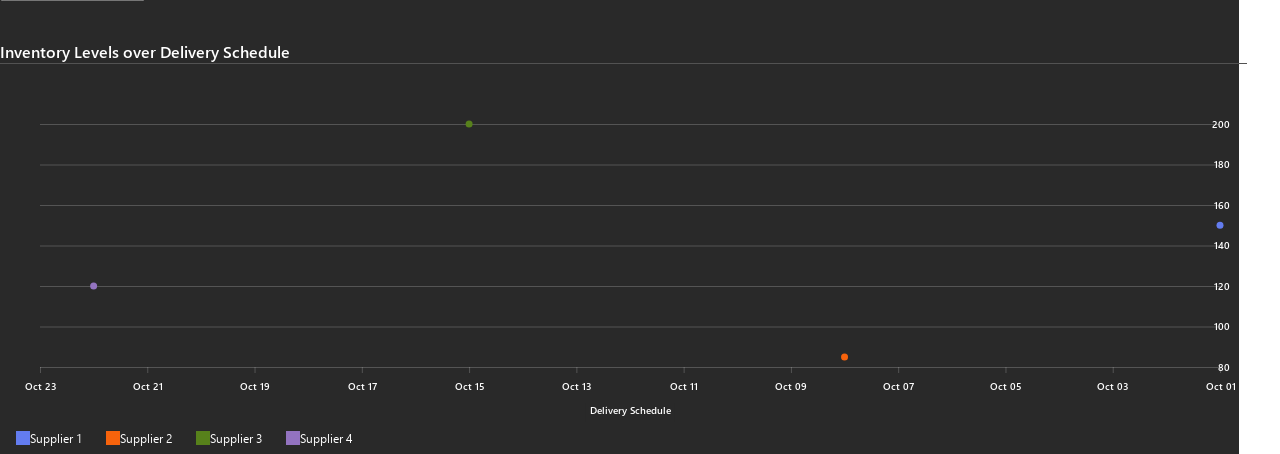 Inventory Levels over Delivery Schedule
200
180
160
140
120
100
80
Oct 23 Oct 21 Oct 19 Oct 17 Oct 15 Oct 13 Oct 11 Oct 09 Oct 07 Oct 05 Oct 03 Oct 01
Delivery Schedule
Supplier 1 Supplier 2 Supplier 3 Supplier 4